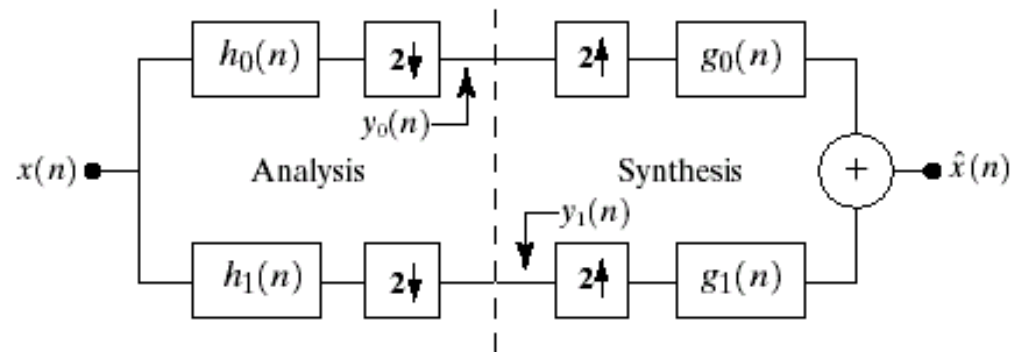 h₀(n) 2↓ 2↑ g₀(n)
y₀(n)
x(n) Analysis Synthesis + x̂(n)
y₁(n)
h₁(n) 2↓ 2↑ g₁(n)